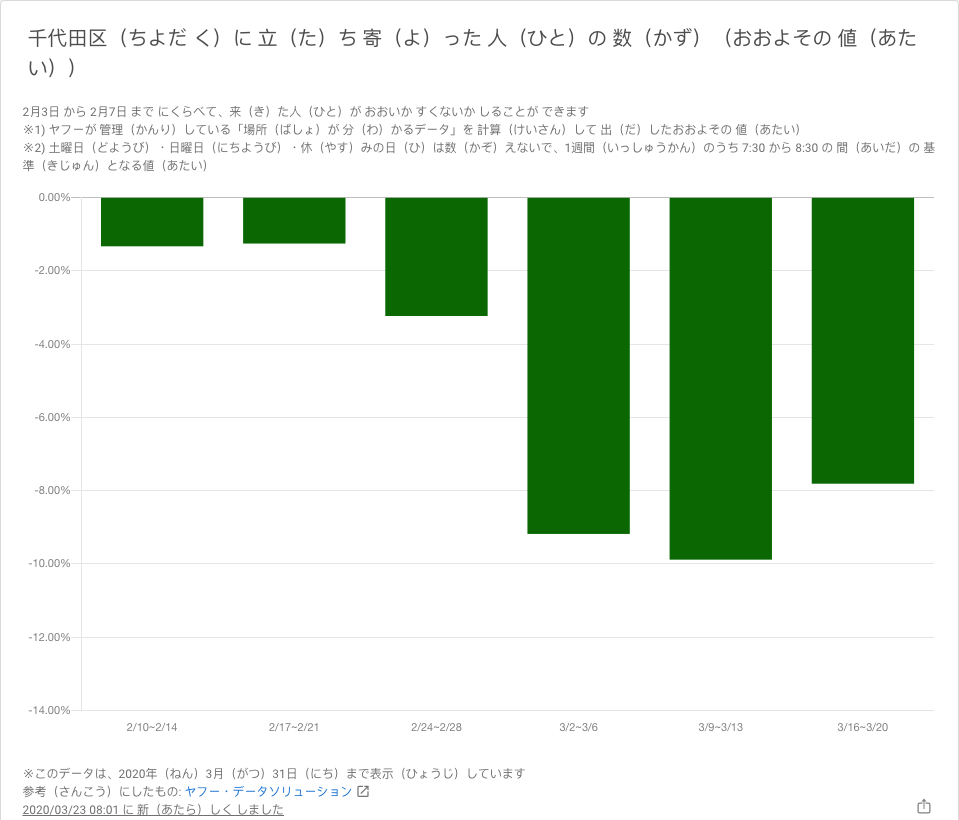 千代田区（ちよだ く）に 立（た）ち 寄（よ）った 人（ひと）の 数（かず）（おおよその 値（あた
い））
2月3日 から 2月7日 まで にくらべて、来（き）た人（ひと）が おおいか すくないか しることが できます
※1) ヤフーが 管理（かんり）している「場所（ばしょ）が 分（わ）かるデータ」を 計算（けいさん）して 出（だ）したおおよその 値（あたい）
※2) 土曜日（どようび）・日曜日（にちようび）・休（やす）みの日（ひ）は数（かぞ）えないで、1週間（いっしゅうかん）のうち 7:30 から 8:30 の 間（あいだ）の 基
準（きじゅん）となる値（あたい）
0.00%
-2.00%
-4.00%
-6.00%
-8.00%
-10.00%
-12.00%
-14.00%
2/10~2/14 2/17~2/21 2/24~2/28 3/2~3/6 3/9~3/13 3/16~3/20
※このデータは、2020年（ねん）3月（がつ）31日（にち）まで表示（ひょうじ）しています
参考（さんこう）にしたもの: ヤフー・データソリューション
2020/03/23 08:01 に 新（あたら）しく しました